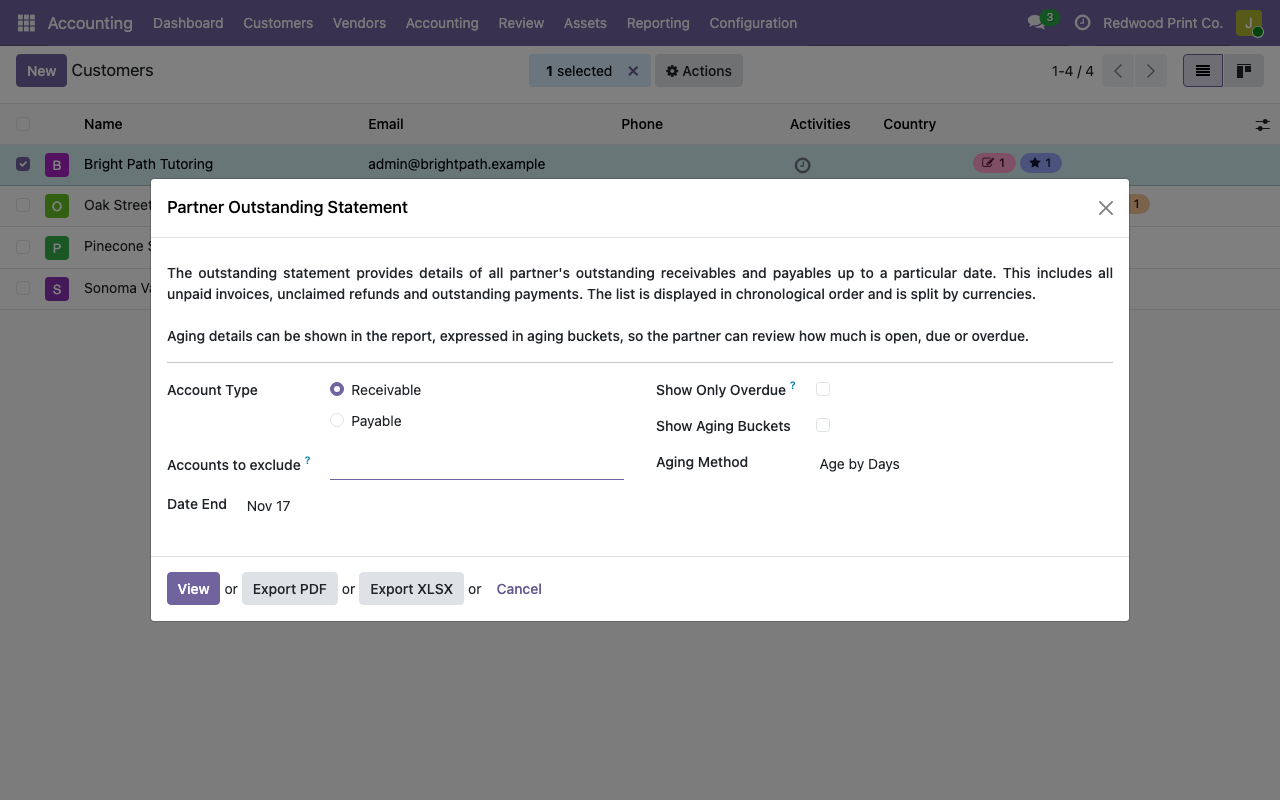 Accounting Dashboard Customers Vendors Accounting Review Assets Reporting Configuration 3 Redwood Print Co. J
New Customers 1 selected Actions 1-4 / 4
Name Email Phone Activities Country
B Bright Path Tutoring admin@brightpath.example 1 1
O Oak Street 1
P Pinecone
S Sonoma
Partner Outstanding Statement
The outstanding statement provides details of all partner's outstanding receivables and payables up to a particular date. This includes all
unpaid invoices, unclaimed refunds and outstanding payments. The list is displayed in chronological order and is split by currencies.
Aging details can be shown in the report, expressed in aging buckets, so the partner can review how much is open, due or overdue.
Account Type Receivable Show Only Overdue ?
Payable Show Aging Buckets
Accounts to exclude ? Aging Method Age by Days
Date End Nov 17
View or Export PDF or Export XLSX or Cancel